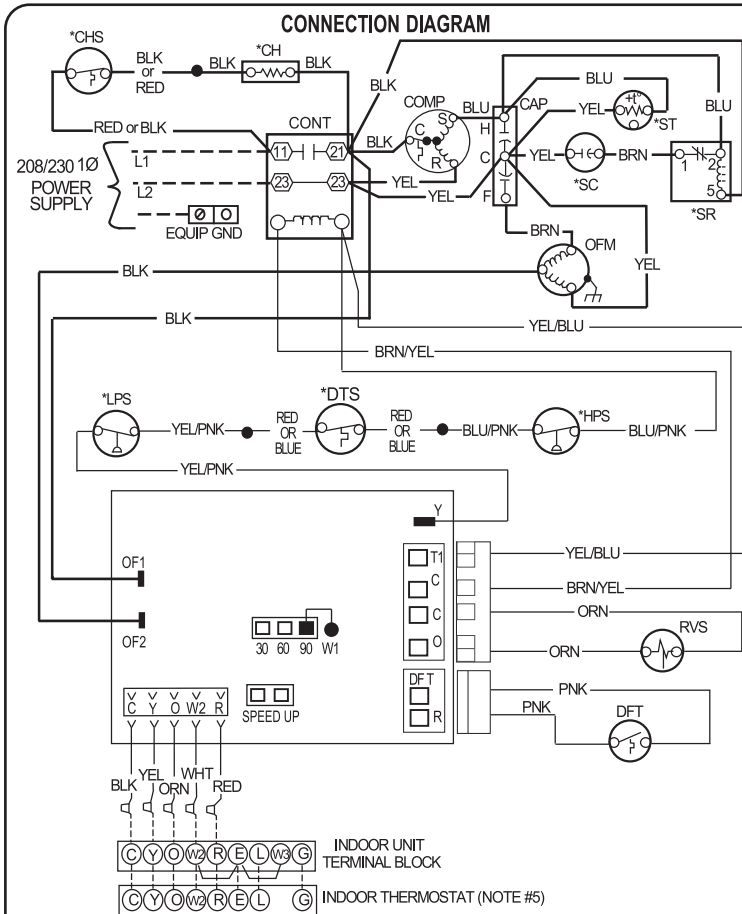 CONNECTION DIAGRAM
*CHS
BLK
or
RED
BLK
*CH
BLK
BLK
RED or BLK
CONT
11
21
23
23
208/230 1Ø
POWER
SUPPLY
L1
L2
EQUIP GND
COMP
BLK
C
S
R
YEL
YEL
BLU
CAP
H
C
F
BLU
YEL
+t°
*ST
BLU
YEL
*SC
BRN
1
2
5
*SR
BRN
OFM
YEL
BLK
BLK
YEL/BLU
BRN/YEL
*LPS
YEL/PNK
RED
OR
BLUE
*DTS
RED
OR
BLUE
BLU/PNK
*HPS
BLU/PNK
YEL/PNK
Y
OF1
OF2
30 60 90 W1
SPEED UP
T1
C
C
O
DFT
R
YEL/BLU
BRN/YEL
ORN
ORN
RVS
PNK
PNK
DFT
C Y O W2 R
BLK
YEL
ORN
WHT
RED
C Y O W2 R E L W3 G
INDOOR UNIT
TERMINAL BLOCK
C Y O W2 R E L G
INDOOR THERMOSTAT (NOTE #5)